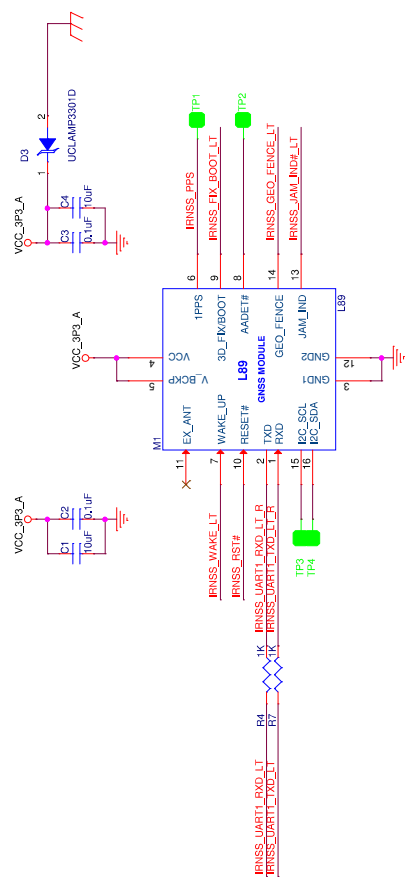 VCC_3P3_A
C1
10uF
C2
0.1uF
VCC_3P3_A
C3
0.1uF
C4
10uF
D3
1
2
UCLAMP3301D
VCC_3P3_A
5
4
V_BCKP
VCC
M1
L89
GNSS MODULE
L89
11
EX_ANT
IRNSS_WAKE_LT
7
WAKE_UP
IRNSS_RST#
10
RESET#
IRNSS_UART1_RXD_LT
R4
1K
IRNSS_UART1_RXD_LT_R
2
TXD
IRNSS_UART1_TXD_LT
R7
1K
IRNSS_UART1_TXD_LT_R
1
RXD
TP3
15
I2C_SCL
TP4
16
I2C_SDA
1PPS
6
IRNSS_PPS
TP1
3D_FIX/BOOT
9
IRNSS_FIX_BOOT_LT
AADET#
8
TP2
GEO_FENCE
14
IRNSS_GEO_FENCE_LT
JAM_IND
13
IRNSS_JAM_IND#_LT
GND1
GND2
3
12